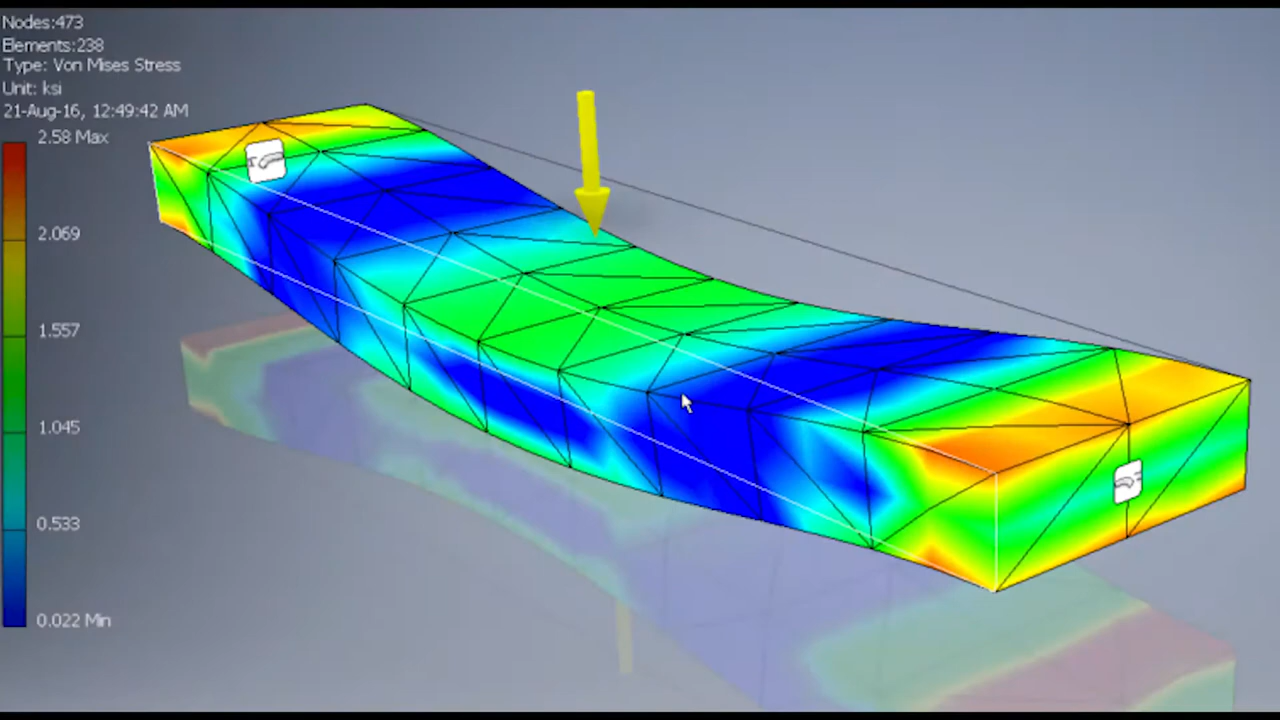 Nodes:473
Elements:238
Type: Von Mises Stress
Unit: ksi
21-Aug-16, 12:49:42 AM
2.58 Max
2.069
1.557
1.045
0.533
0.022 Min